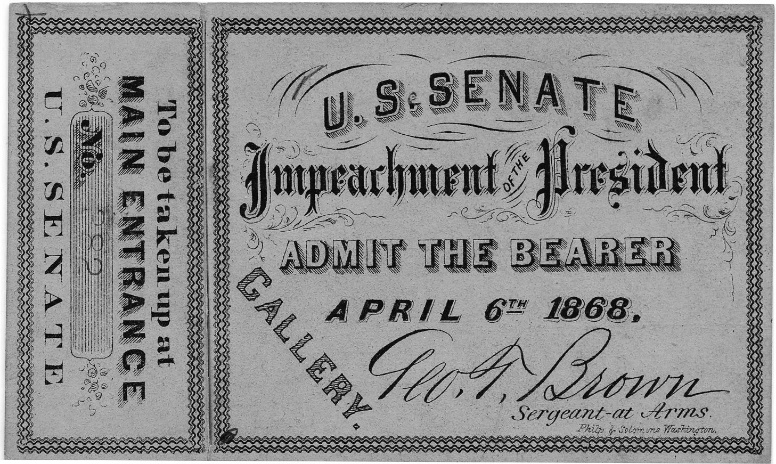 To be taken up at
MAIN ENTRANCE
No.
U.S. SENATE
U.S. SENATE
Impeachment OF THE President
ADMIT THE BEARER
APRIL 6TH 1868.
GALLERY.
Geo. T. Brown
Sergeant-at Arms.
Philp & Solomons Washington.